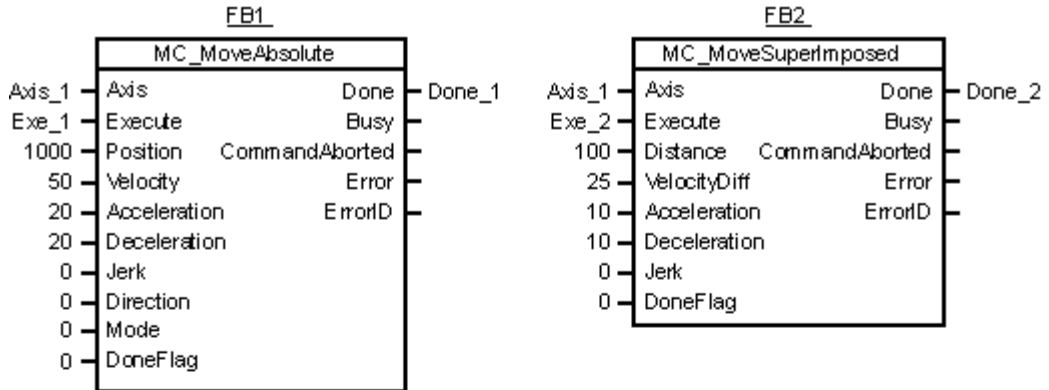 FB1
MC_MoveAbsolute
Axis_1 Axis Done Done_1
Exe_1 Execute Busy
1000 Position CommandAborted
50 Velocity Error
20 Acceleration ErrorID
20 Deceleration
0 Jerk
0 Direction
0 Mode
0 DoneFlag
FB2
MC_MoveSuperImposed
Axis_1 Axis Done Done_2
Exe_2 Execute Busy
100 Distance CommandAborted
25 VelocityDiff Error
10 Acceleration ErrorID
10 Deceleration
0 Jerk
0 DoneFlag